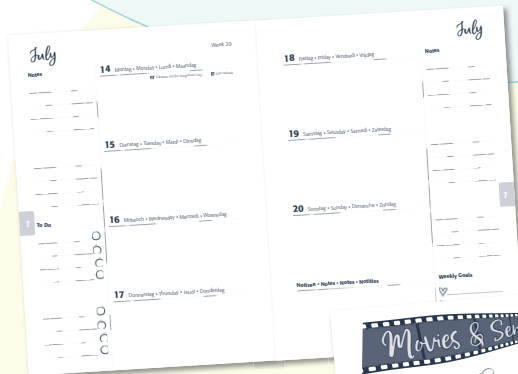 July
Week 29
Notes
14 Montag • Monday • Lundi • Maandag
15 Dienstag • Tuesday • Mardi • Dinsdag
7
To Do
16 Mittwoch • Wednesday • Mercredi • Woensdag
17 Donnerstag • Thursday • Jeudi • Donderdag
July
18 Freitag • Friday • Vendredi • Vrijdag
Notes
19 Samstag • Saturday • Samedi • Zaterdag
7
20 Sonntag • Sunday • Dimanche • Zondag
Weekly Goals
Notizen • Notes • Notes • Notities
Movies & Ser